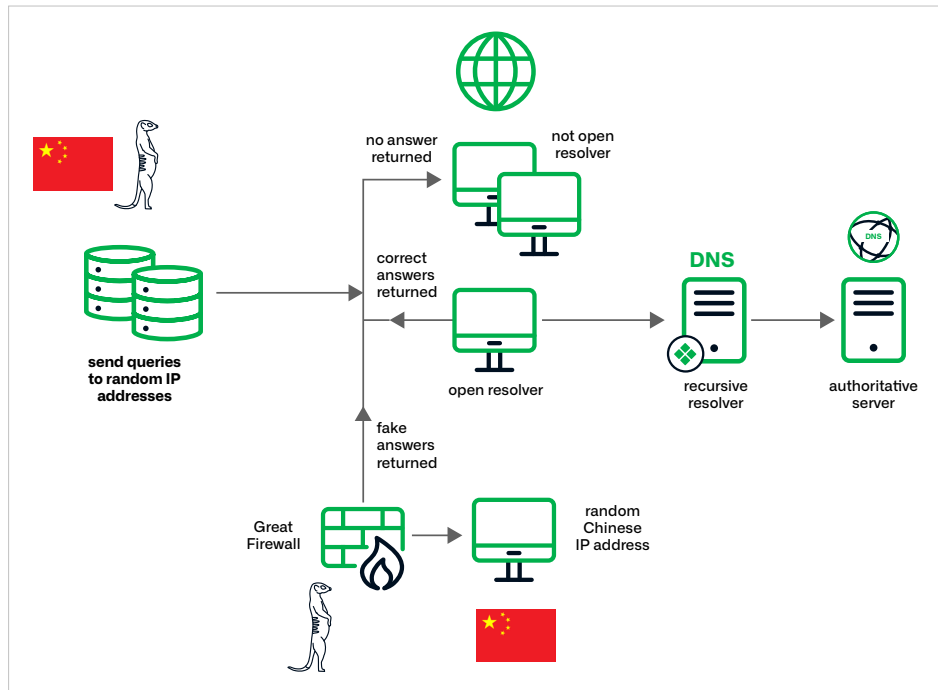 no answer
returned
not open
resolver
correct
answers
returned
DNS
DNS
send queries
to random IP
addresses
open resolver
recursive
resolver
authoritative
server
fake
answers
returned
Great
Firewall
random
Chinese
IP address